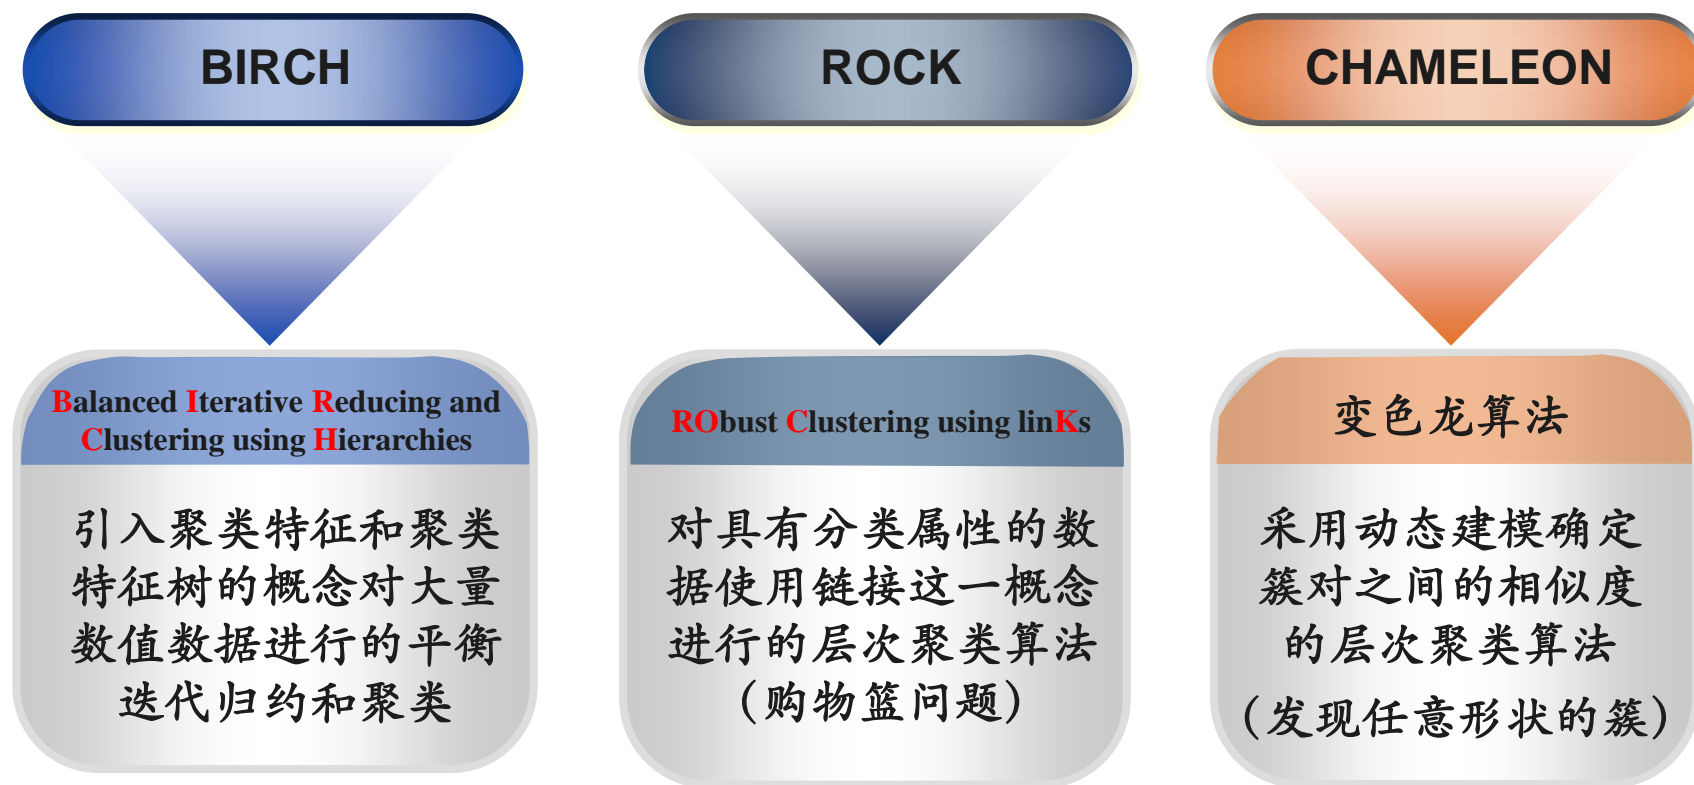 BIRCH
Balanced Iterative Reducing and
Clustering using Hierarchies
引入聚类特征和聚类
特征树的概念对大量
数值数据进行的平衡
迭代归约和聚类
ROCK
RObust Clustering using linKs
对具有分类属性的数
据使用链接这一概念
进行的层次聚类算法
(购物篮问题)
CHAMELEON
变色龙算法
采用动态建模确定
簇对之间的相似度
的层次聚类算法
(发现任意形状的簇)